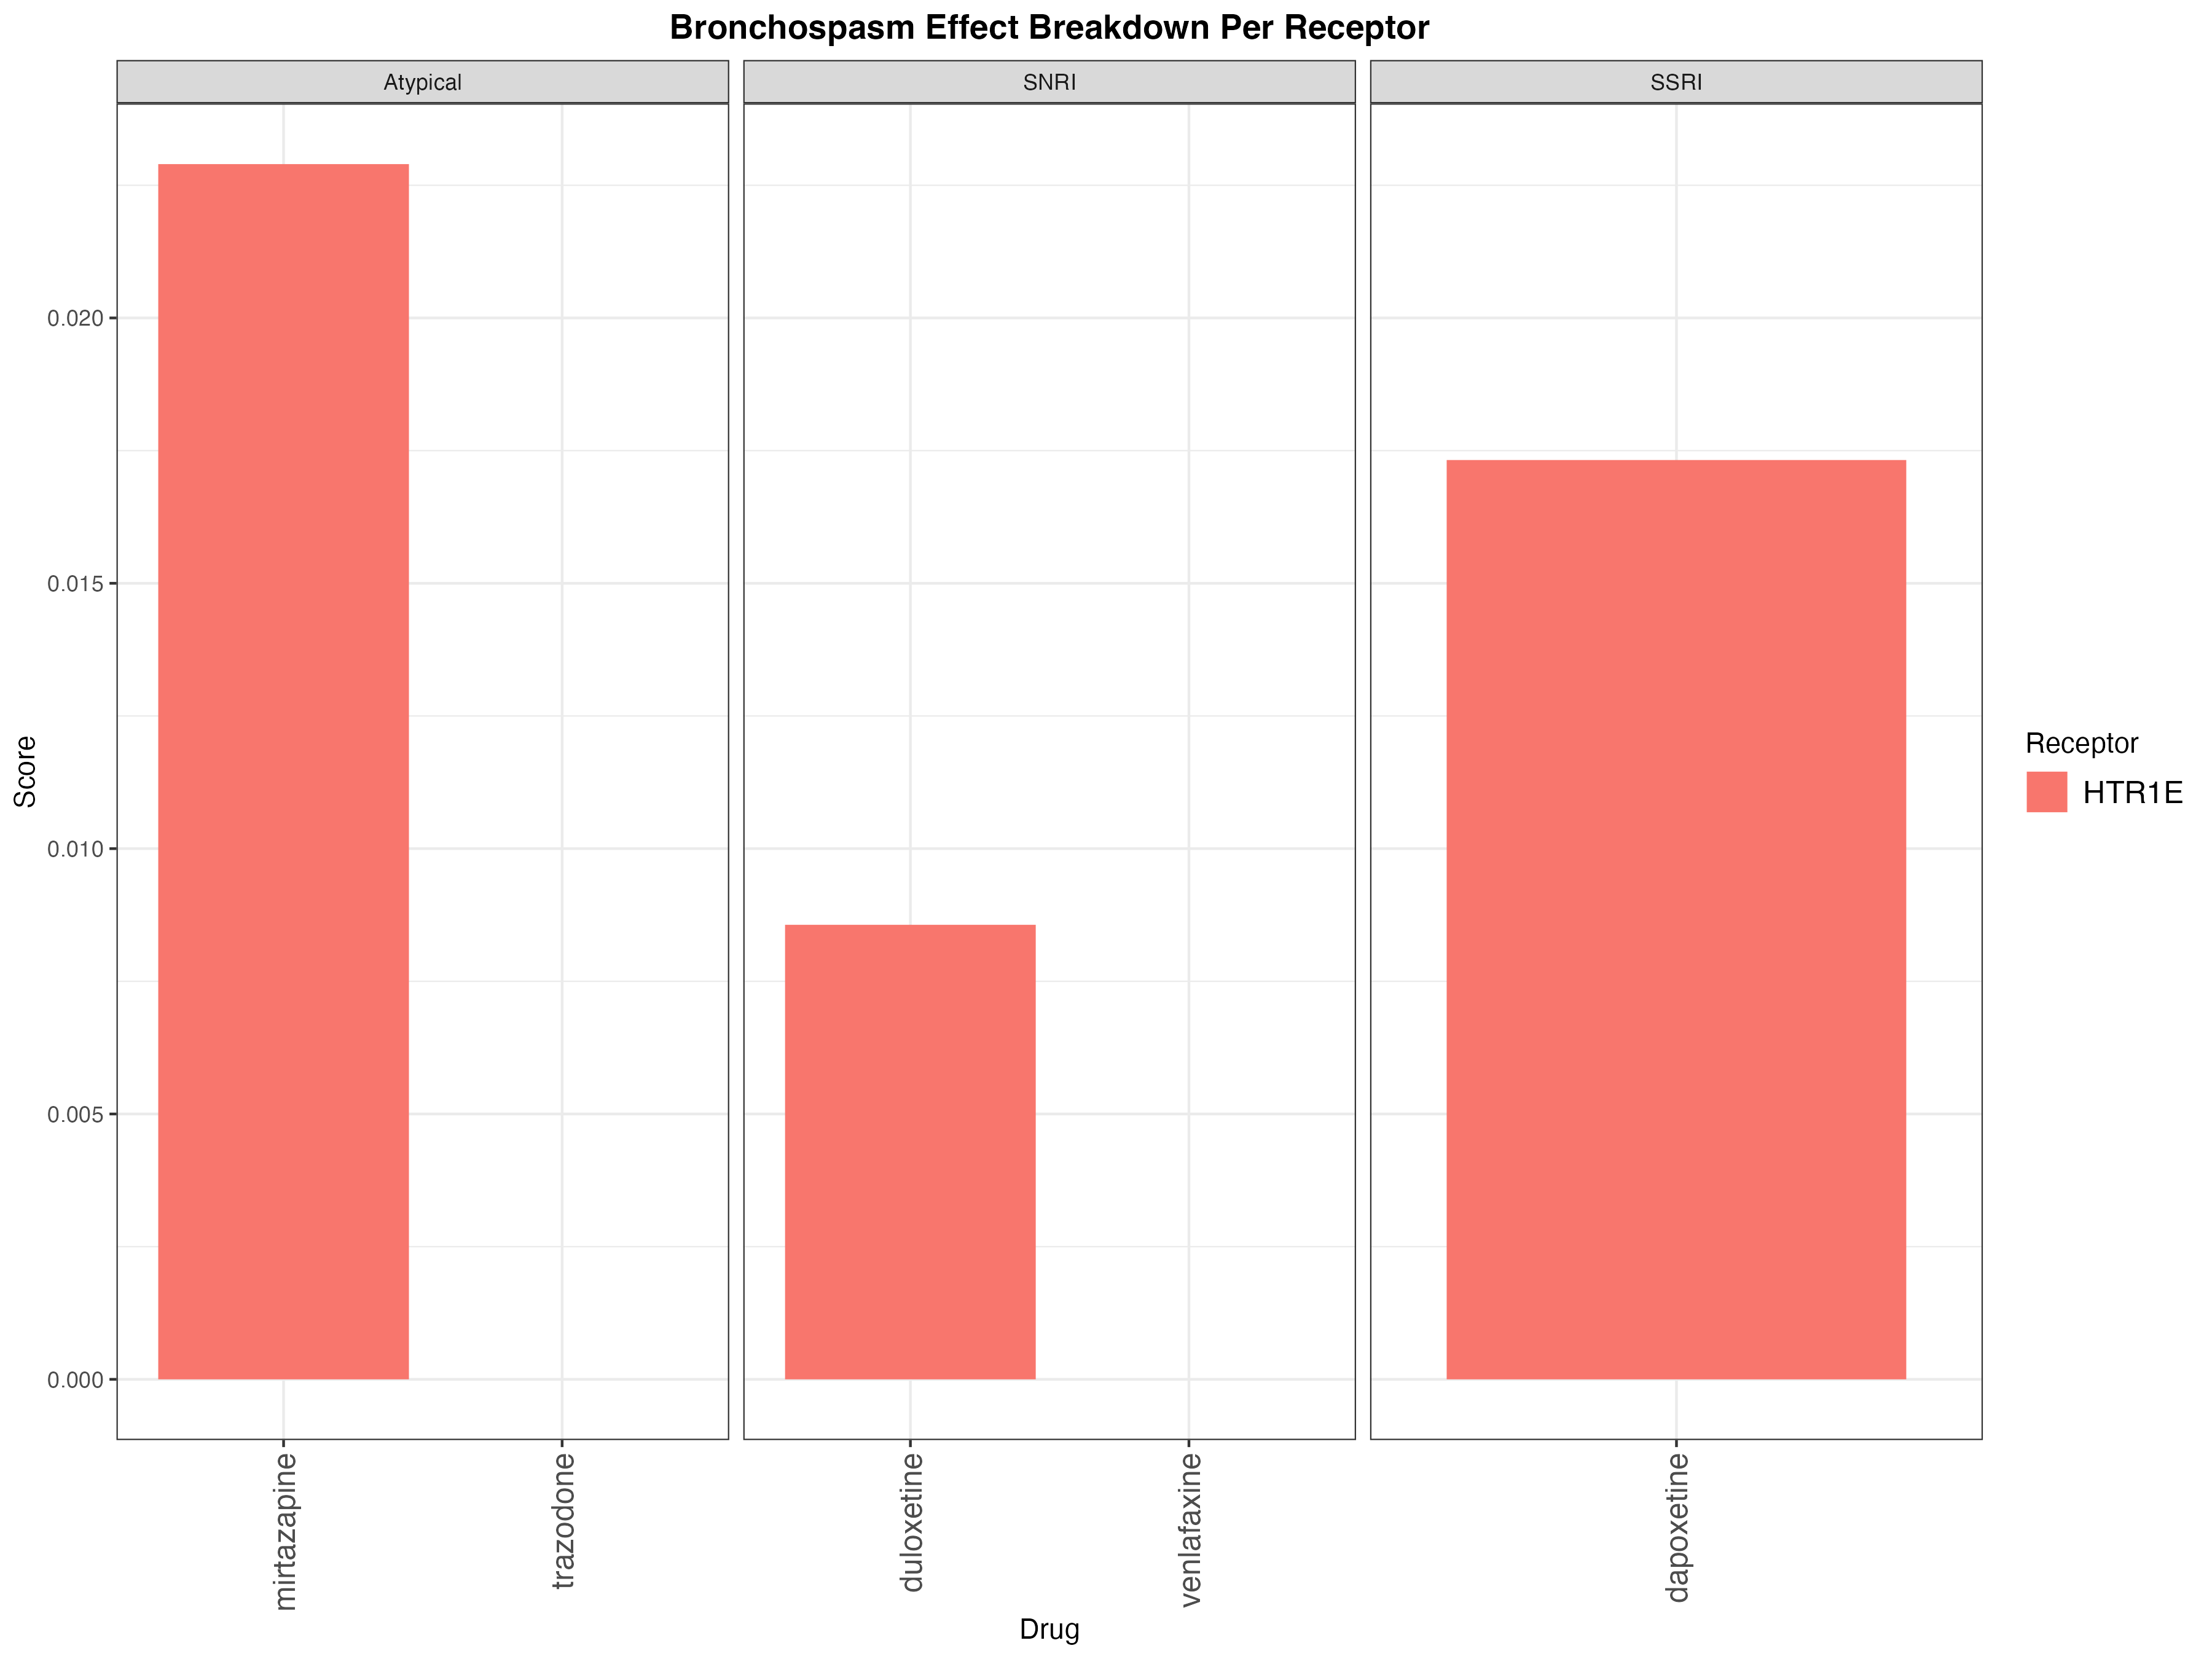 Bronchospasm Effect Breakdown Per Receptor
Atypical
SNRI
SSRI
Score
0.020
0.015
0.010
0.005
0.000
mirtazapine
trazodone
duloxetine
venlafaxine
dapoxetine
Drug
Receptor
HTR1E